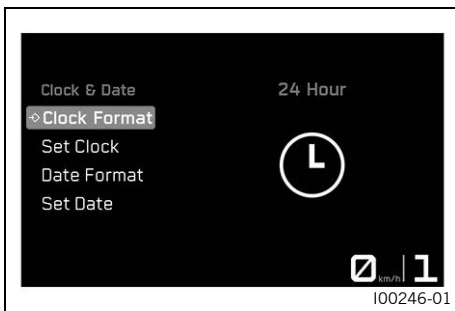 Clock & Date
Clock Format
Set Clock
Date Format
Set Date
24 Hour
0 km/h 1
I00246-01